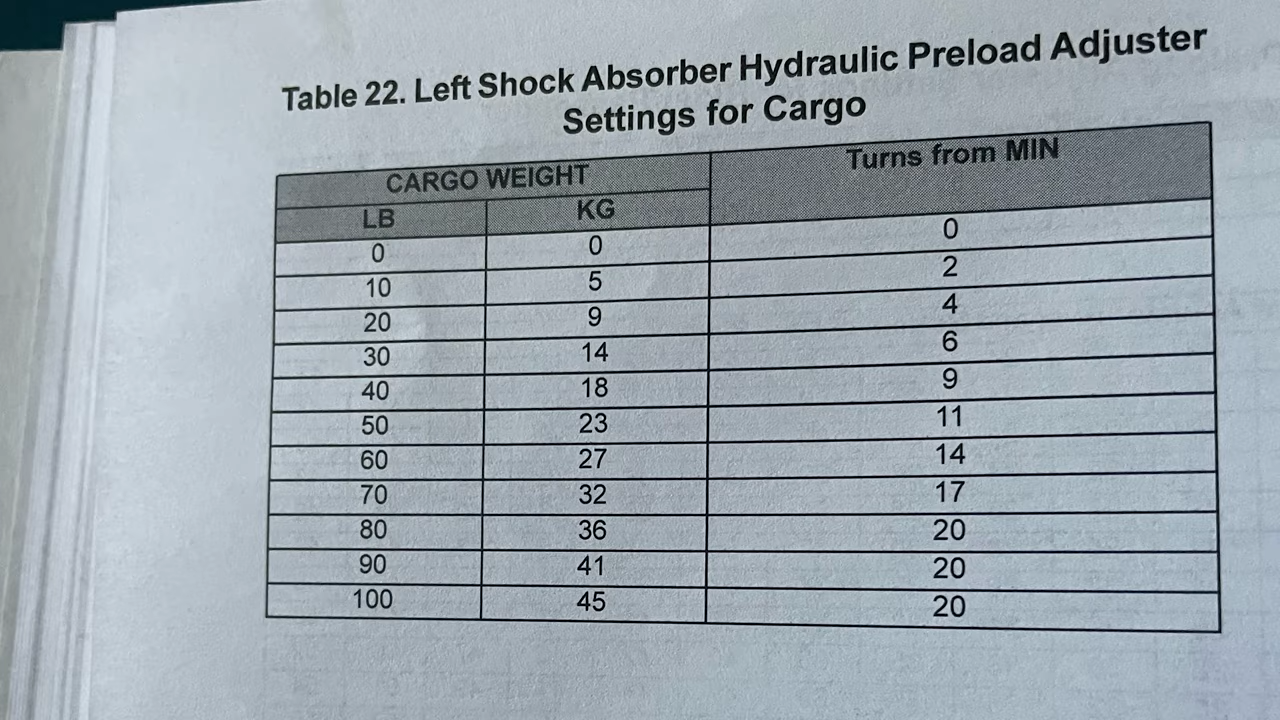 Table 22. Left Shock Absorber Hydraulic Preload Adjuster
Settings for Cargo
CARGO WEIGHT Turns from MIN
LB KG
0 0 0
10 5 2
20 9 4
30 14 6
40 18 9
50 23 11
60 27 14
70 32 17
80 36 20
90 41 20
100 45 20